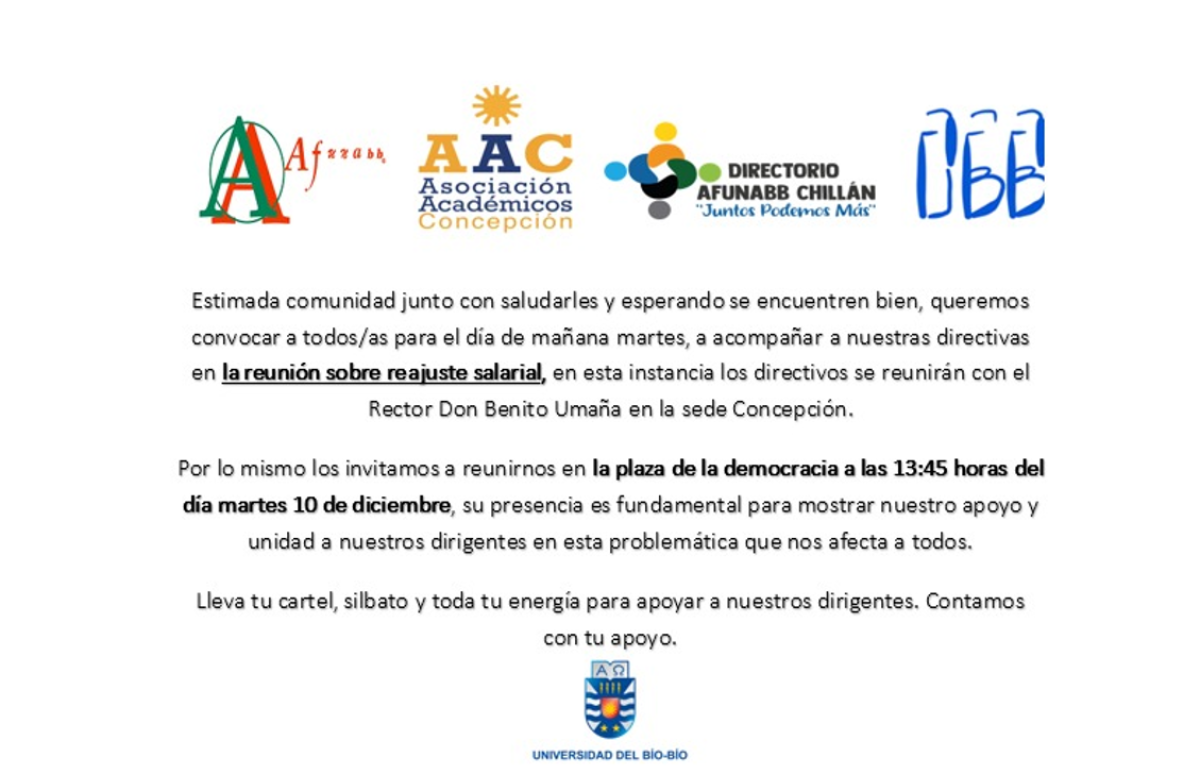 A Afunabb
AAC
Asociación
Académicos
Concepción
DIRECTORIO
AFUNABB CHILLÁN
"Juntos Podemos Más"
BB
Estimada comunidad junto con saludarles y esperando se encuentren bien, queremos
convocar a todos/as para el día de mañana martes, a acompañar a nuestras directivas
en la reunión sobre reajuste salarial, en esta instancia los directivos se reunirán con el
Rector Don Benito Umaña en la sede Concepción.
Por lo mismo los invitamos a reunirnos en la plaza de la democracia a las 13:45 horas del
día martes 10 de diciembre, su presencia es fundamental para mostrar nuestro apoyo y
unidad a nuestros dirigentes en esta problemática que nos afecta a todos.
Lleva tu cartel, silbato y toda tu energía para apoyar a nuestros dirigentes. Contamos
con tu apoyo.
A Ω
UNIVERSIDAD DEL BÍO-BÍO